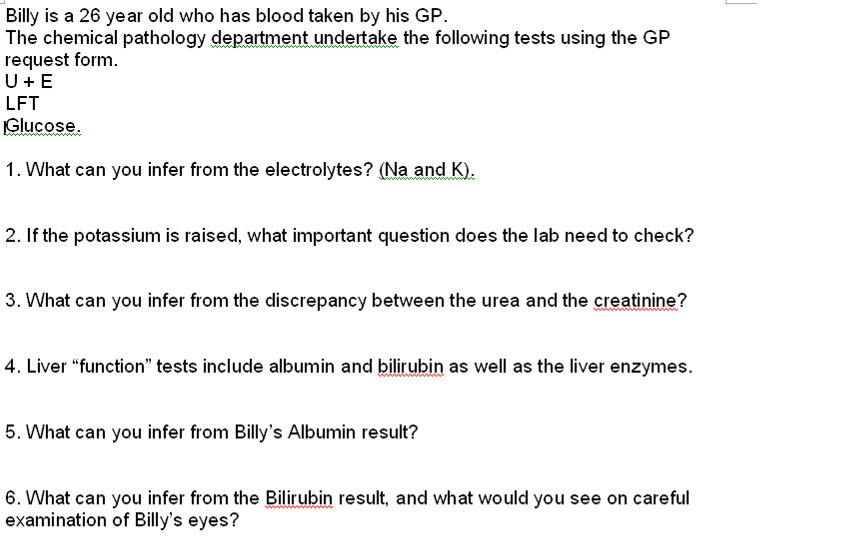 Billy is a 26 year old who has blood taken by his GP.
The chemical pathology department undertake the following tests using the GP
request form.
U + E
LFT
Glucose.
1. What can you infer from the electrolytes? (Na and K).
2. If the potassium is raised, what important question does the lab need to check?
3. What can you infer from the discrepancy between the urea and the creatinine?
4. Liver “function” tests include albumin and bilirubin as well as the liver enzymes.
5. What can you infer from Billy’s Albumin result?
6. What can you infer from the Bilirubin result, and what would you see on careful
examination of Billy’s eyes?